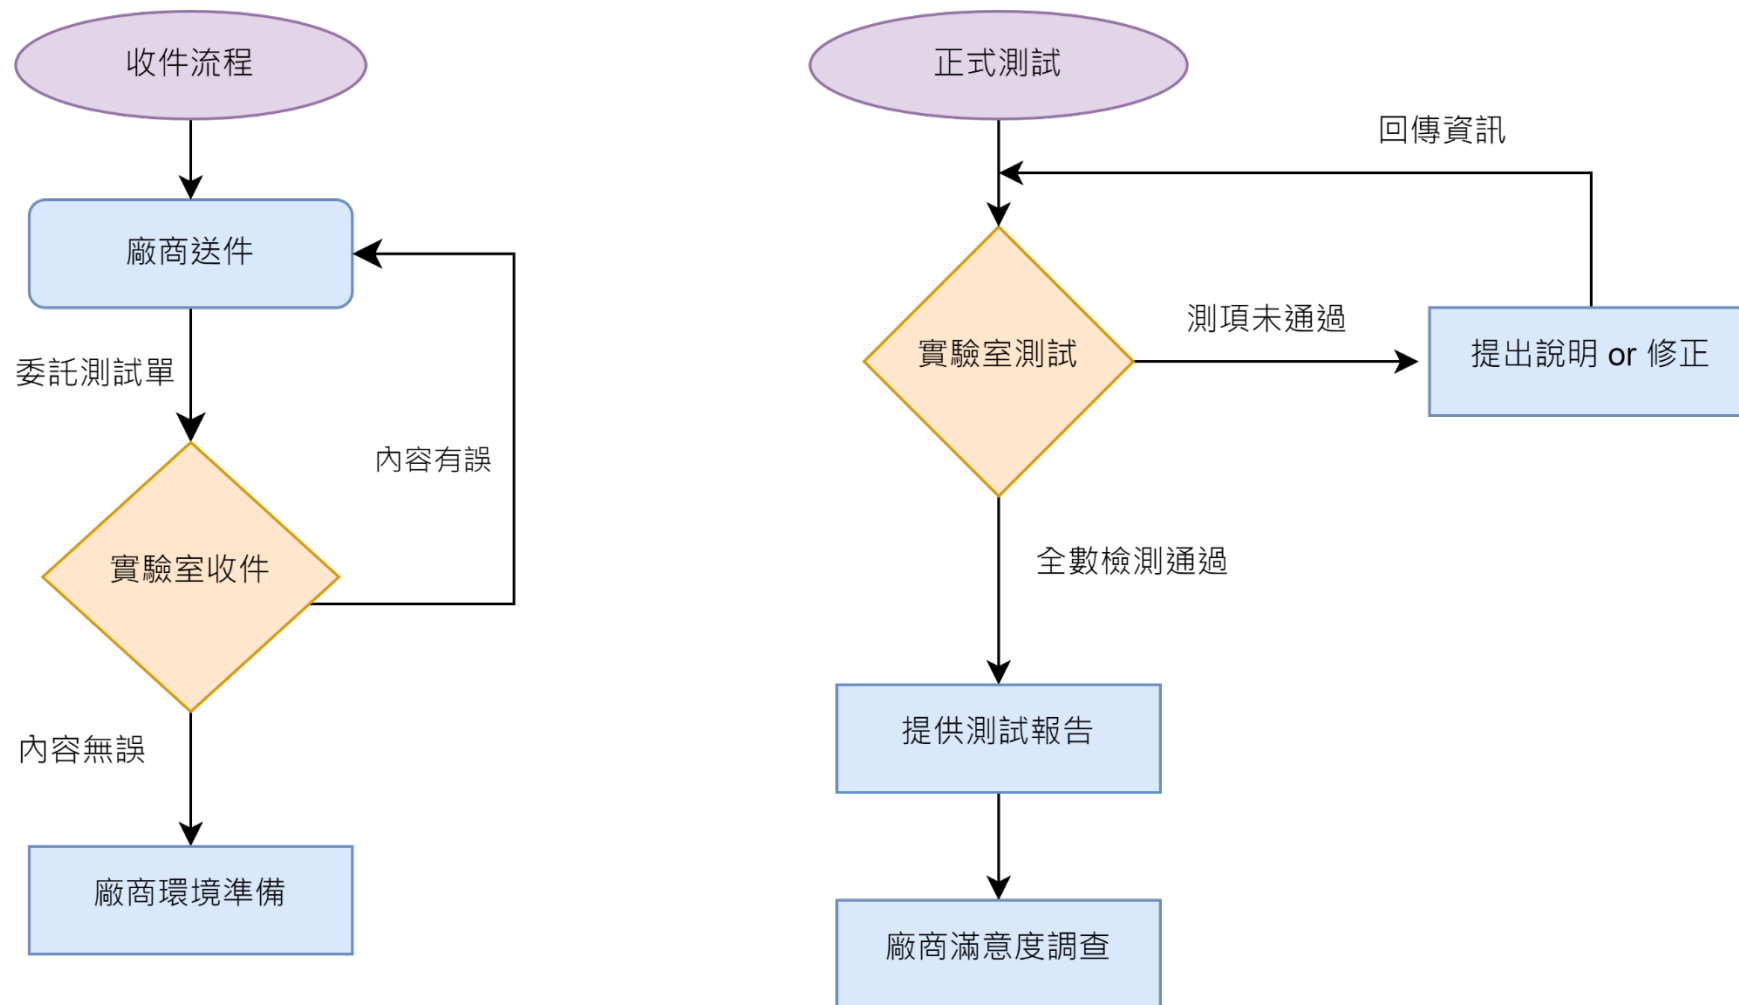 收件流程
廠商送件
委託測試單
內容有誤
實驗室收件
內容無誤
廠商環境準備
正式測試
回傳資訊
實驗室測試
測項未通過
提出說明 or 修正
全數檢測通過
提供測試報告
廠商滿意度調查